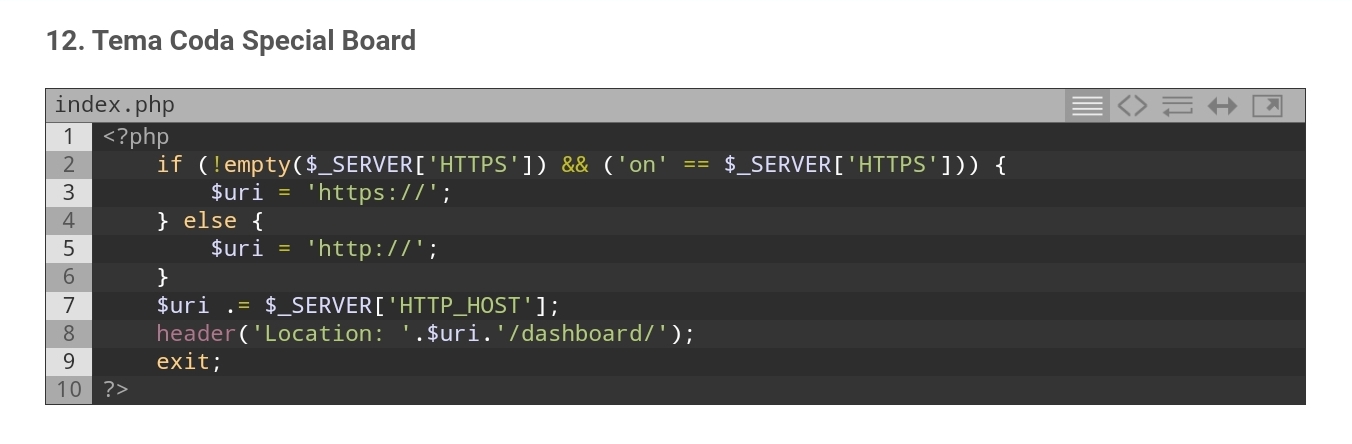 12. Tema Coda Special Board
index.php
1 <?php
2     if (!empty($_SERVER['HTTPS']) && ('on' == $_SERVER['HTTPS'])) {
3         $uri = 'https://';
4     } else {
5         $uri = 'http://';
6     }
7     $uri .= $_SERVER['HTTP_HOST'];
8     header('Location: '.$uri.'/dashboard/');
9     exit;
10 ?>